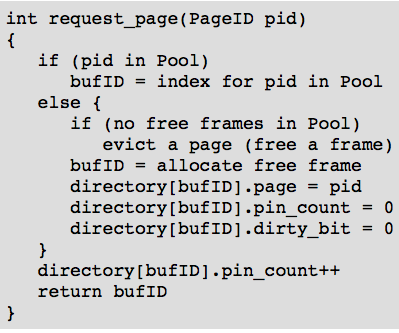 int request_page(PageID pid)
{
   if (pid in Pool)
      bufID = index for pid in Pool
   else {
      if (no free frames in Pool)
         evict a page (free a frame)
      bufID = allocate free frame
      directory[bufID].page = pid
      directory[bufID].pin_count = 0
      directory[bufID].dirty_bit = 0
   }
   directory[bufID].pin_count++
   return bufID
}